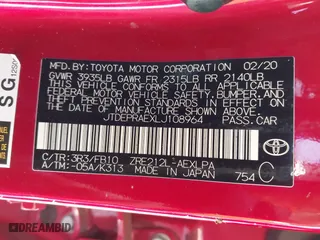 MFD. BY: TOYOTA MOTOR CORPORATION 02/20
GVWR 3935LB GAWR FR 2315LB RR 2140LB
THIS VEHICLE CONFORMS TO ALL APPLICABLE
FEDERAL MOTOR VEHICLE SAFETY, BUMPER, AND
THEFT PREVENTION STANDARDS IN EFFECT ON THE DATE OF
MANUFACTURE SHOWN ABOVE.
JTDEPRAEXLJ108964 PASS.CAR
C/TR: 3R3/FB10 ZRE212L-AEXLPA
A/TM: -05A/K313 MADE IN JAPAN 754
TOYOTA
SG